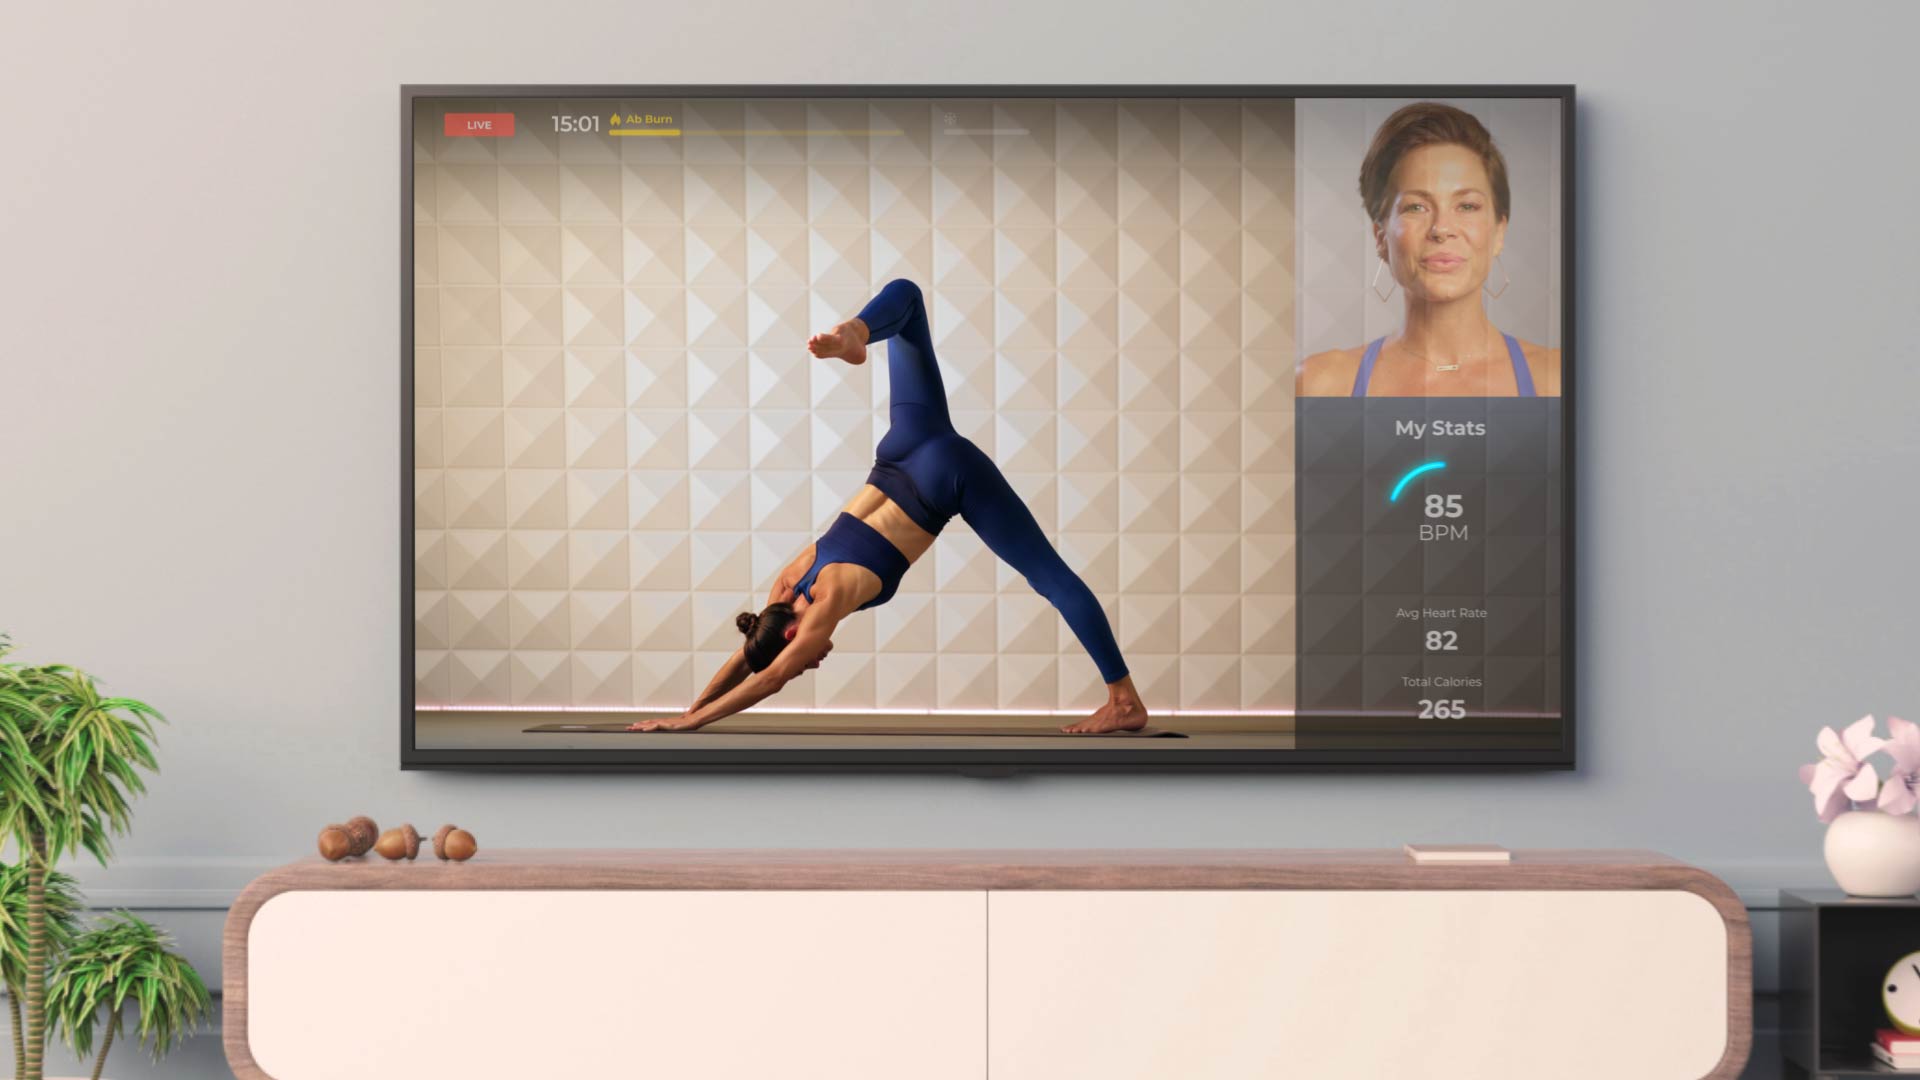 LIVE
15:01
Ab Burn
My Stats
85
BPM
Avg Heart Rate
82
Total Calories
265